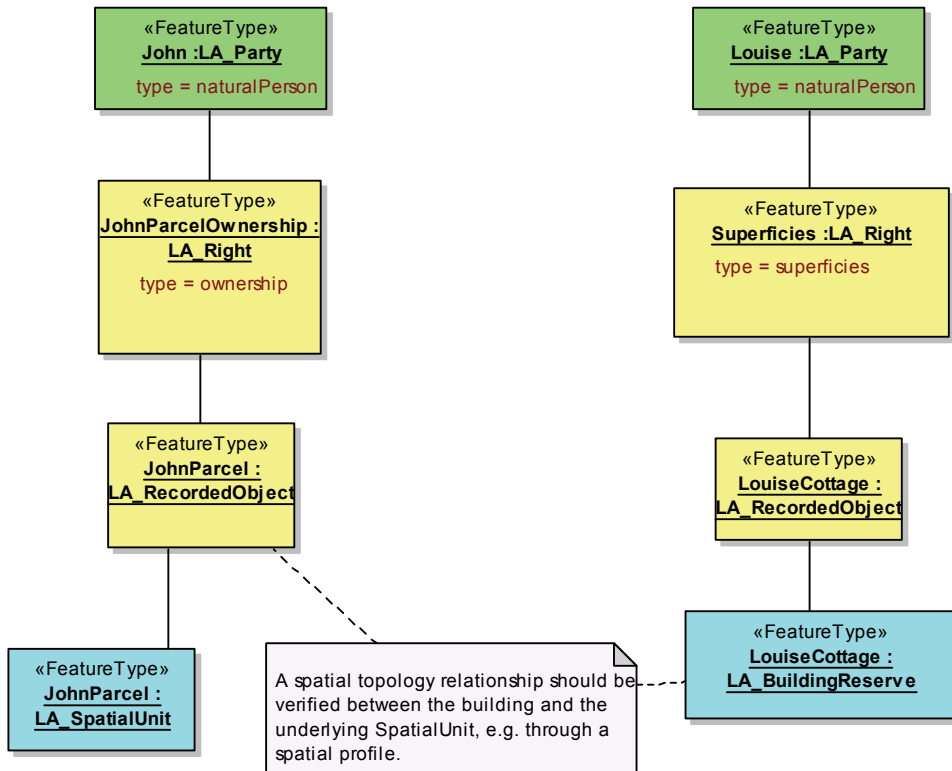 «FeatureType»
John :LA_Party
type = naturalPerson
«FeatureType»
JohnParcelOwnership :
LA_Right
type = ownership
«FeatureType»
JohnParcel :
LA_RecordedObject
«FeatureType»
JohnParcel :
LA_SpatialUnit
A spatial topology relationship should be
verified between the building and the
underlying SpatialUnit, e.g. through a
spatial profile.
«FeatureType»
Louise :LA_Party
type = naturalPerson
«FeatureType»
Superficies :LA_Right
type = superficies
«FeatureType»
LouiseCottage :
LA_RecordedObject
«FeatureType»
LouiseCottage :
LA_BuildingReserve